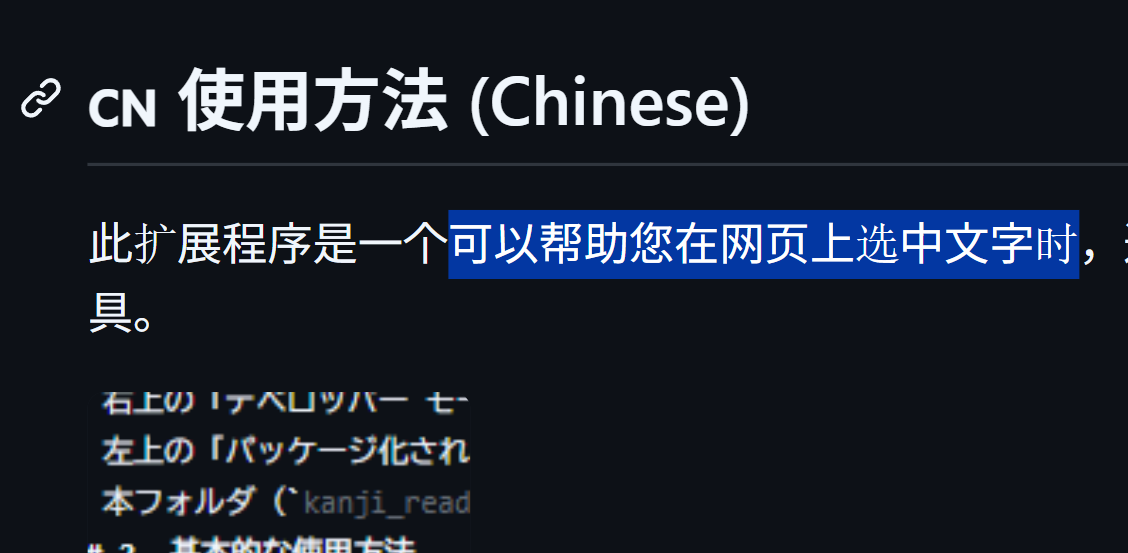 CN 使用方法 (Chinese)
此扩展程序是一个可以帮助您在网页上选中文字时，
具。
右上の「デベロッパー モー
左上の「パッケージ化され
本フォルダ（`kanji_read
# 2. 基本的な使用方法